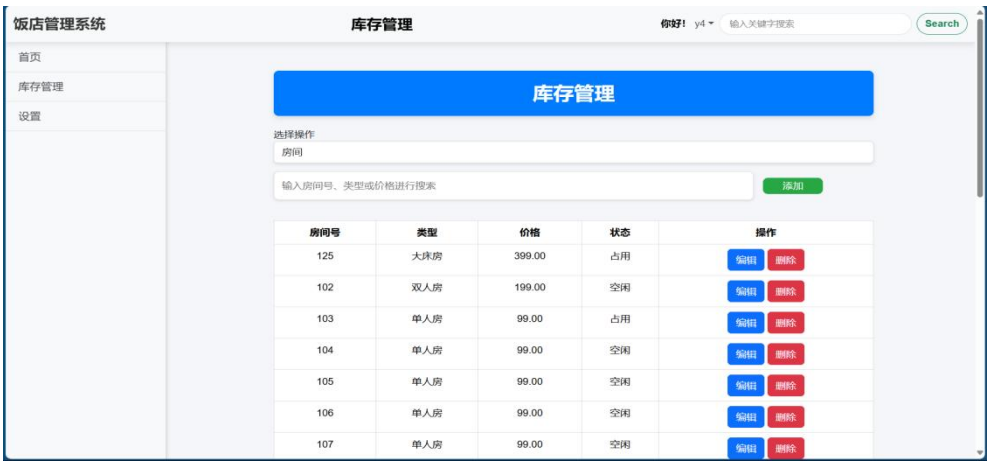 饭店管理系统 库存管理 你好！ y4 输入关键字搜索 Search
首页
库存管理
设置
库存管理
选择操作
房间
输入房间号、类型或价格进行搜索 添加
房间号 类型 价格 状态 操作
125 大床房 399.00 占用 编辑 删除
102 双人房 199.00 空闲 编辑 删除
103 单人房 99.00 占用 编辑 删除
104 单人房 99.00 空闲 编辑 删除
105 单人房 99.00 空闲 编辑 删除
106 单人房 99.00 空闲 编辑 删除
107 单人房 99.00 空闲 编辑 删除